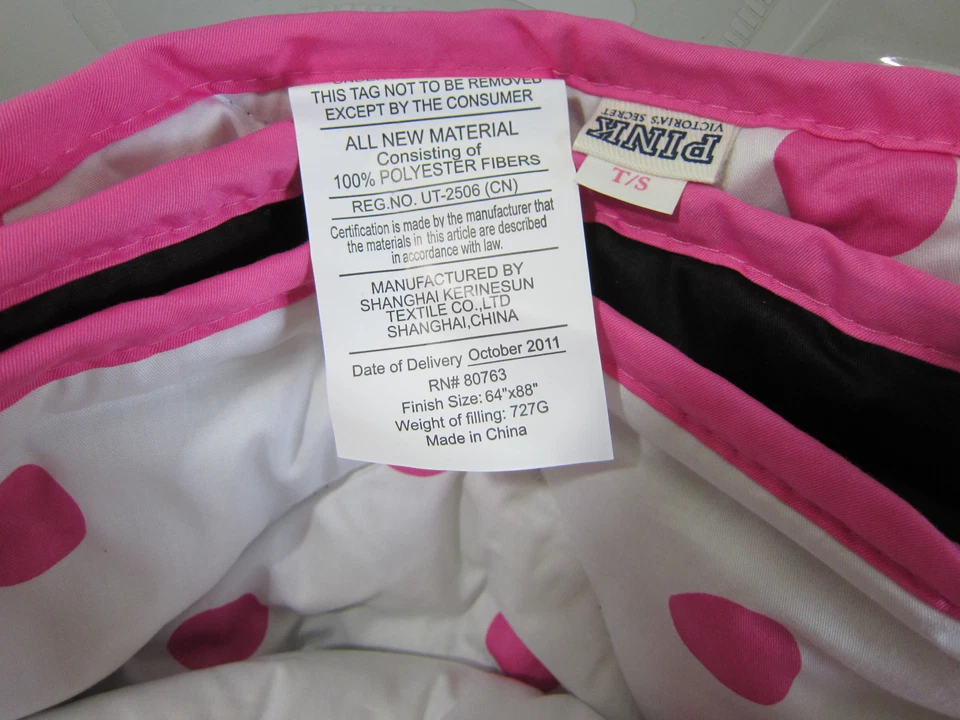 THIS TAG NOT TO BE REMOVED
EXCEPT BY THE CONSUMER
ALL NEW MATERIAL
Consisting of
100% POLYESTER FIBERS
REG.NO. UT-2506 (CN)
Certification is made by the manufacturer that
the materials in this article are described
in accordance with law.
MANUFACTURED BY
SHANGHAI KERINESUN
TEXTILE CO.,LTD
SHANGHAI,CHINA
Date of Delivery October 2011
RN# 80763
Finish Size: 64"x88"
Weight of filling: 727G
Made in China
VICTORIA'S SECRET
PINK
T/S